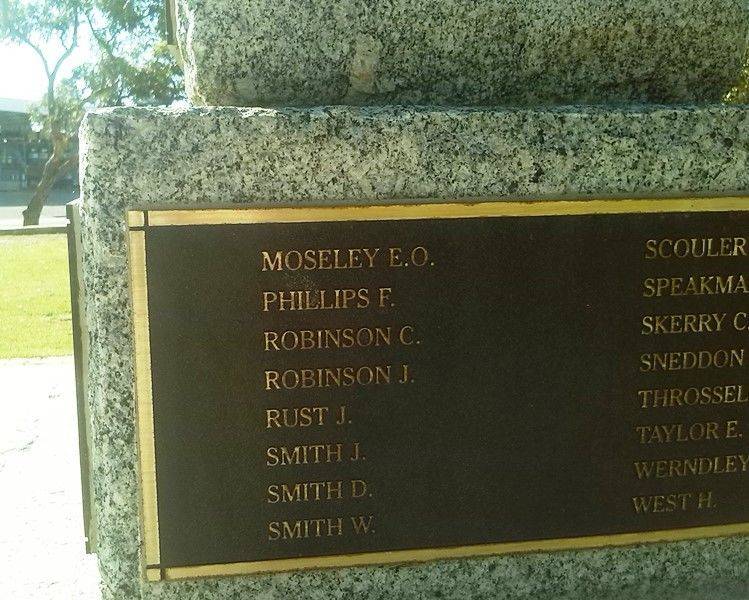 MOSELEY E.O.
PHILLIPS F.
ROBINSON C.
ROBINSON J.
RUST J.
SMITH J.
SMITH D.
SMITH W.
SCOULER
SPEAKMA
SKERRY C.
SNEDDON
THROSSEL
TAYLOR E.
WERNDLEY
WEST H.